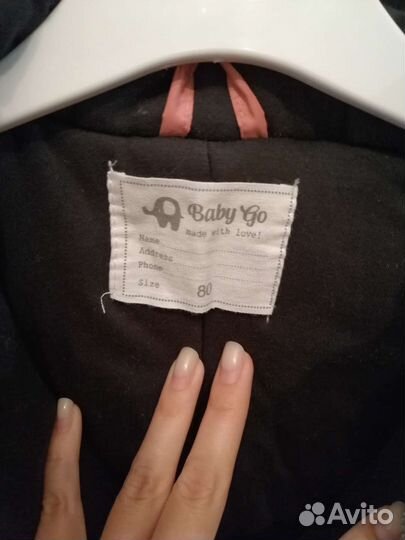 Baby Go
made with love!
Name
Address
Phone
Size 80
Avito